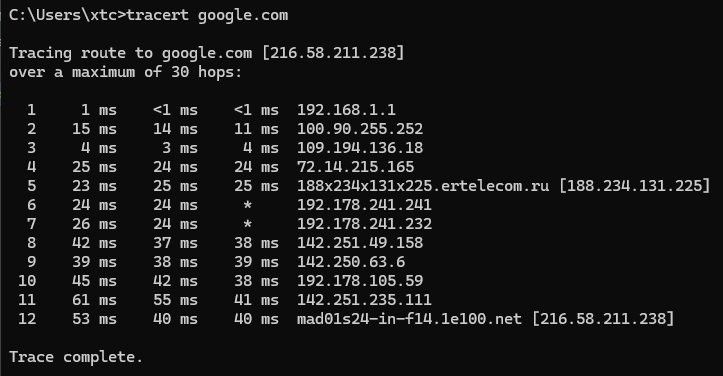 C:\Users\xtc>tracert google.com
Tracing route to google.com [216.58.211.238]
over a maximum of 30 hops:
1 1 ms <1 ms <1 ms 192.168.1.1
2 15 ms 14 ms 11 ms 100.90.255.252
3 4 ms 3 ms 4 ms 109.194.136.18
4 25 ms 24 ms 24 ms 72.14.215.165
5 23 ms 25 ms 25 ms 188x234x131x225.ertelecom.ru [188.234.131.225]
6 24 ms 24 ms * 192.178.241.241
7 26 ms 24 ms * 192.178.241.232
8 42 ms 37 ms 38 ms 142.251.49.158
9 39 ms 38 ms 39 ms 142.250.63.6
10 45 ms 42 ms 38 ms 192.178.105.59
11 61 ms 55 ms 41 ms 142.251.235.111
12 53 ms 40 ms 40 ms mad01s24-in-f14.1e100.net [216.58.211.238]
Trace complete.